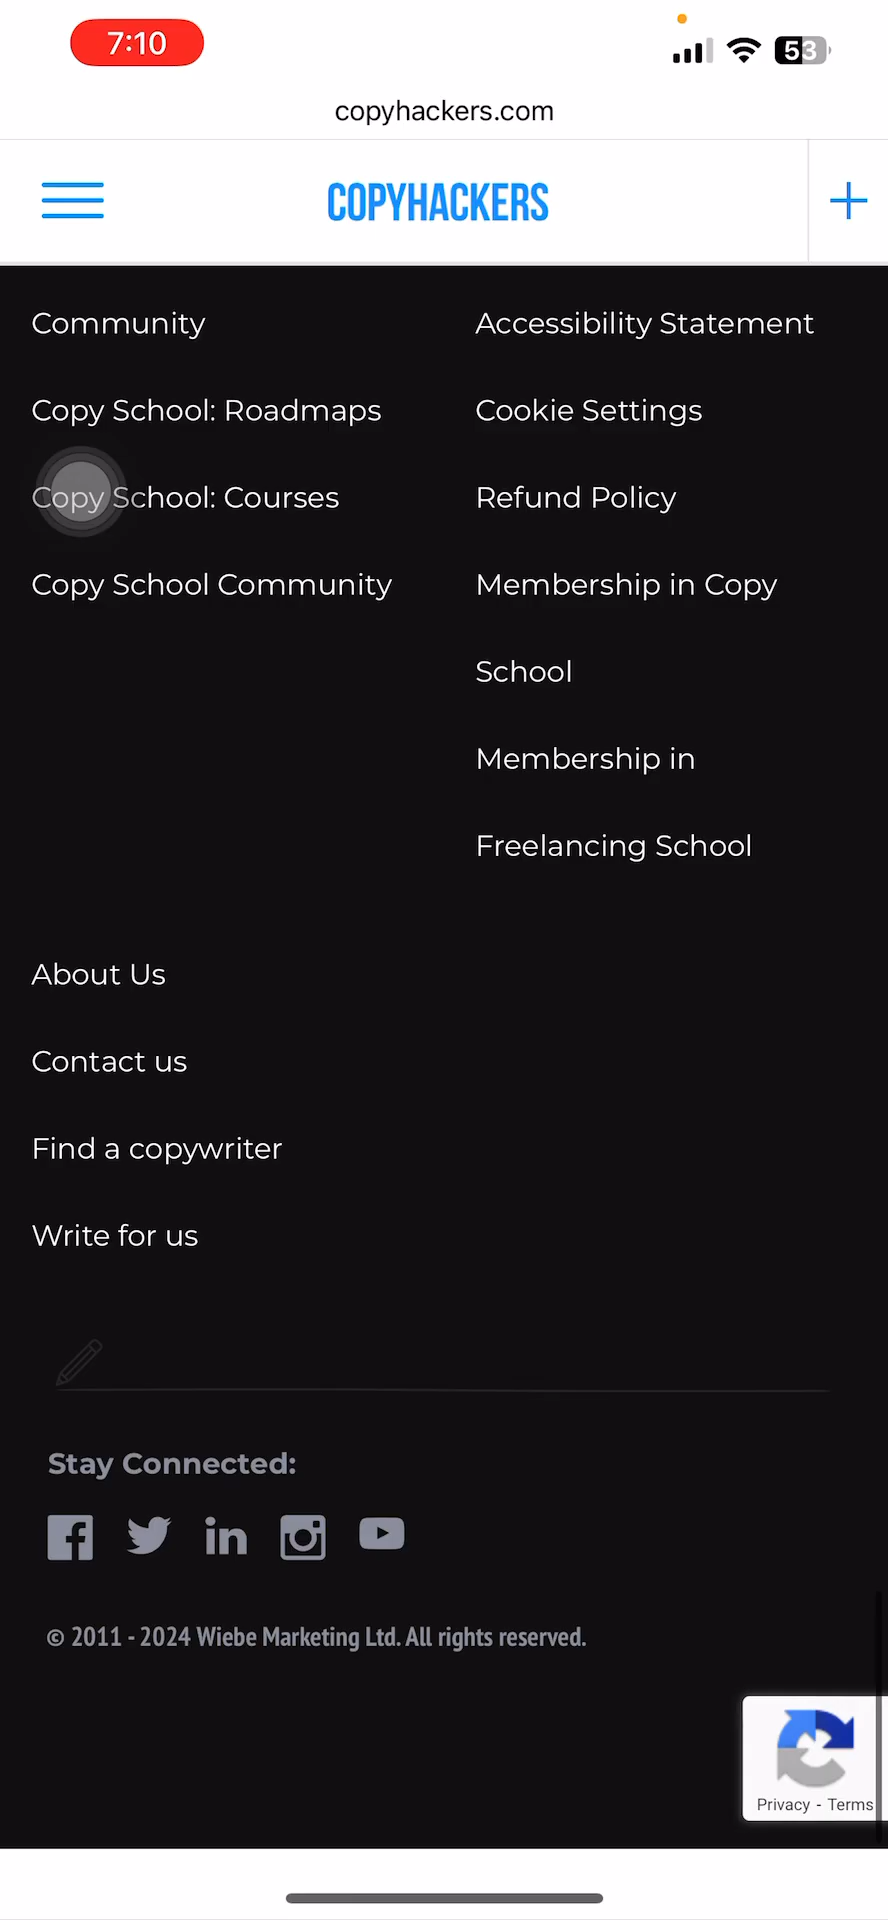 7:10
53
copyhackers.com
COPYHACKERS
Community
Copy School: Roadmaps
Copy School: Courses
Copy School Community
Accessibility Statement
Cookie Settings
Refund Policy
Membership in Copy
School
Membership in
Freelancing School
About Us
Contact us
Find a copywriter
Write for us
Stay Connected:
© 2011 - 2024 Wiebe Marketing Ltd. All rights reserved.
Privacy - Terms